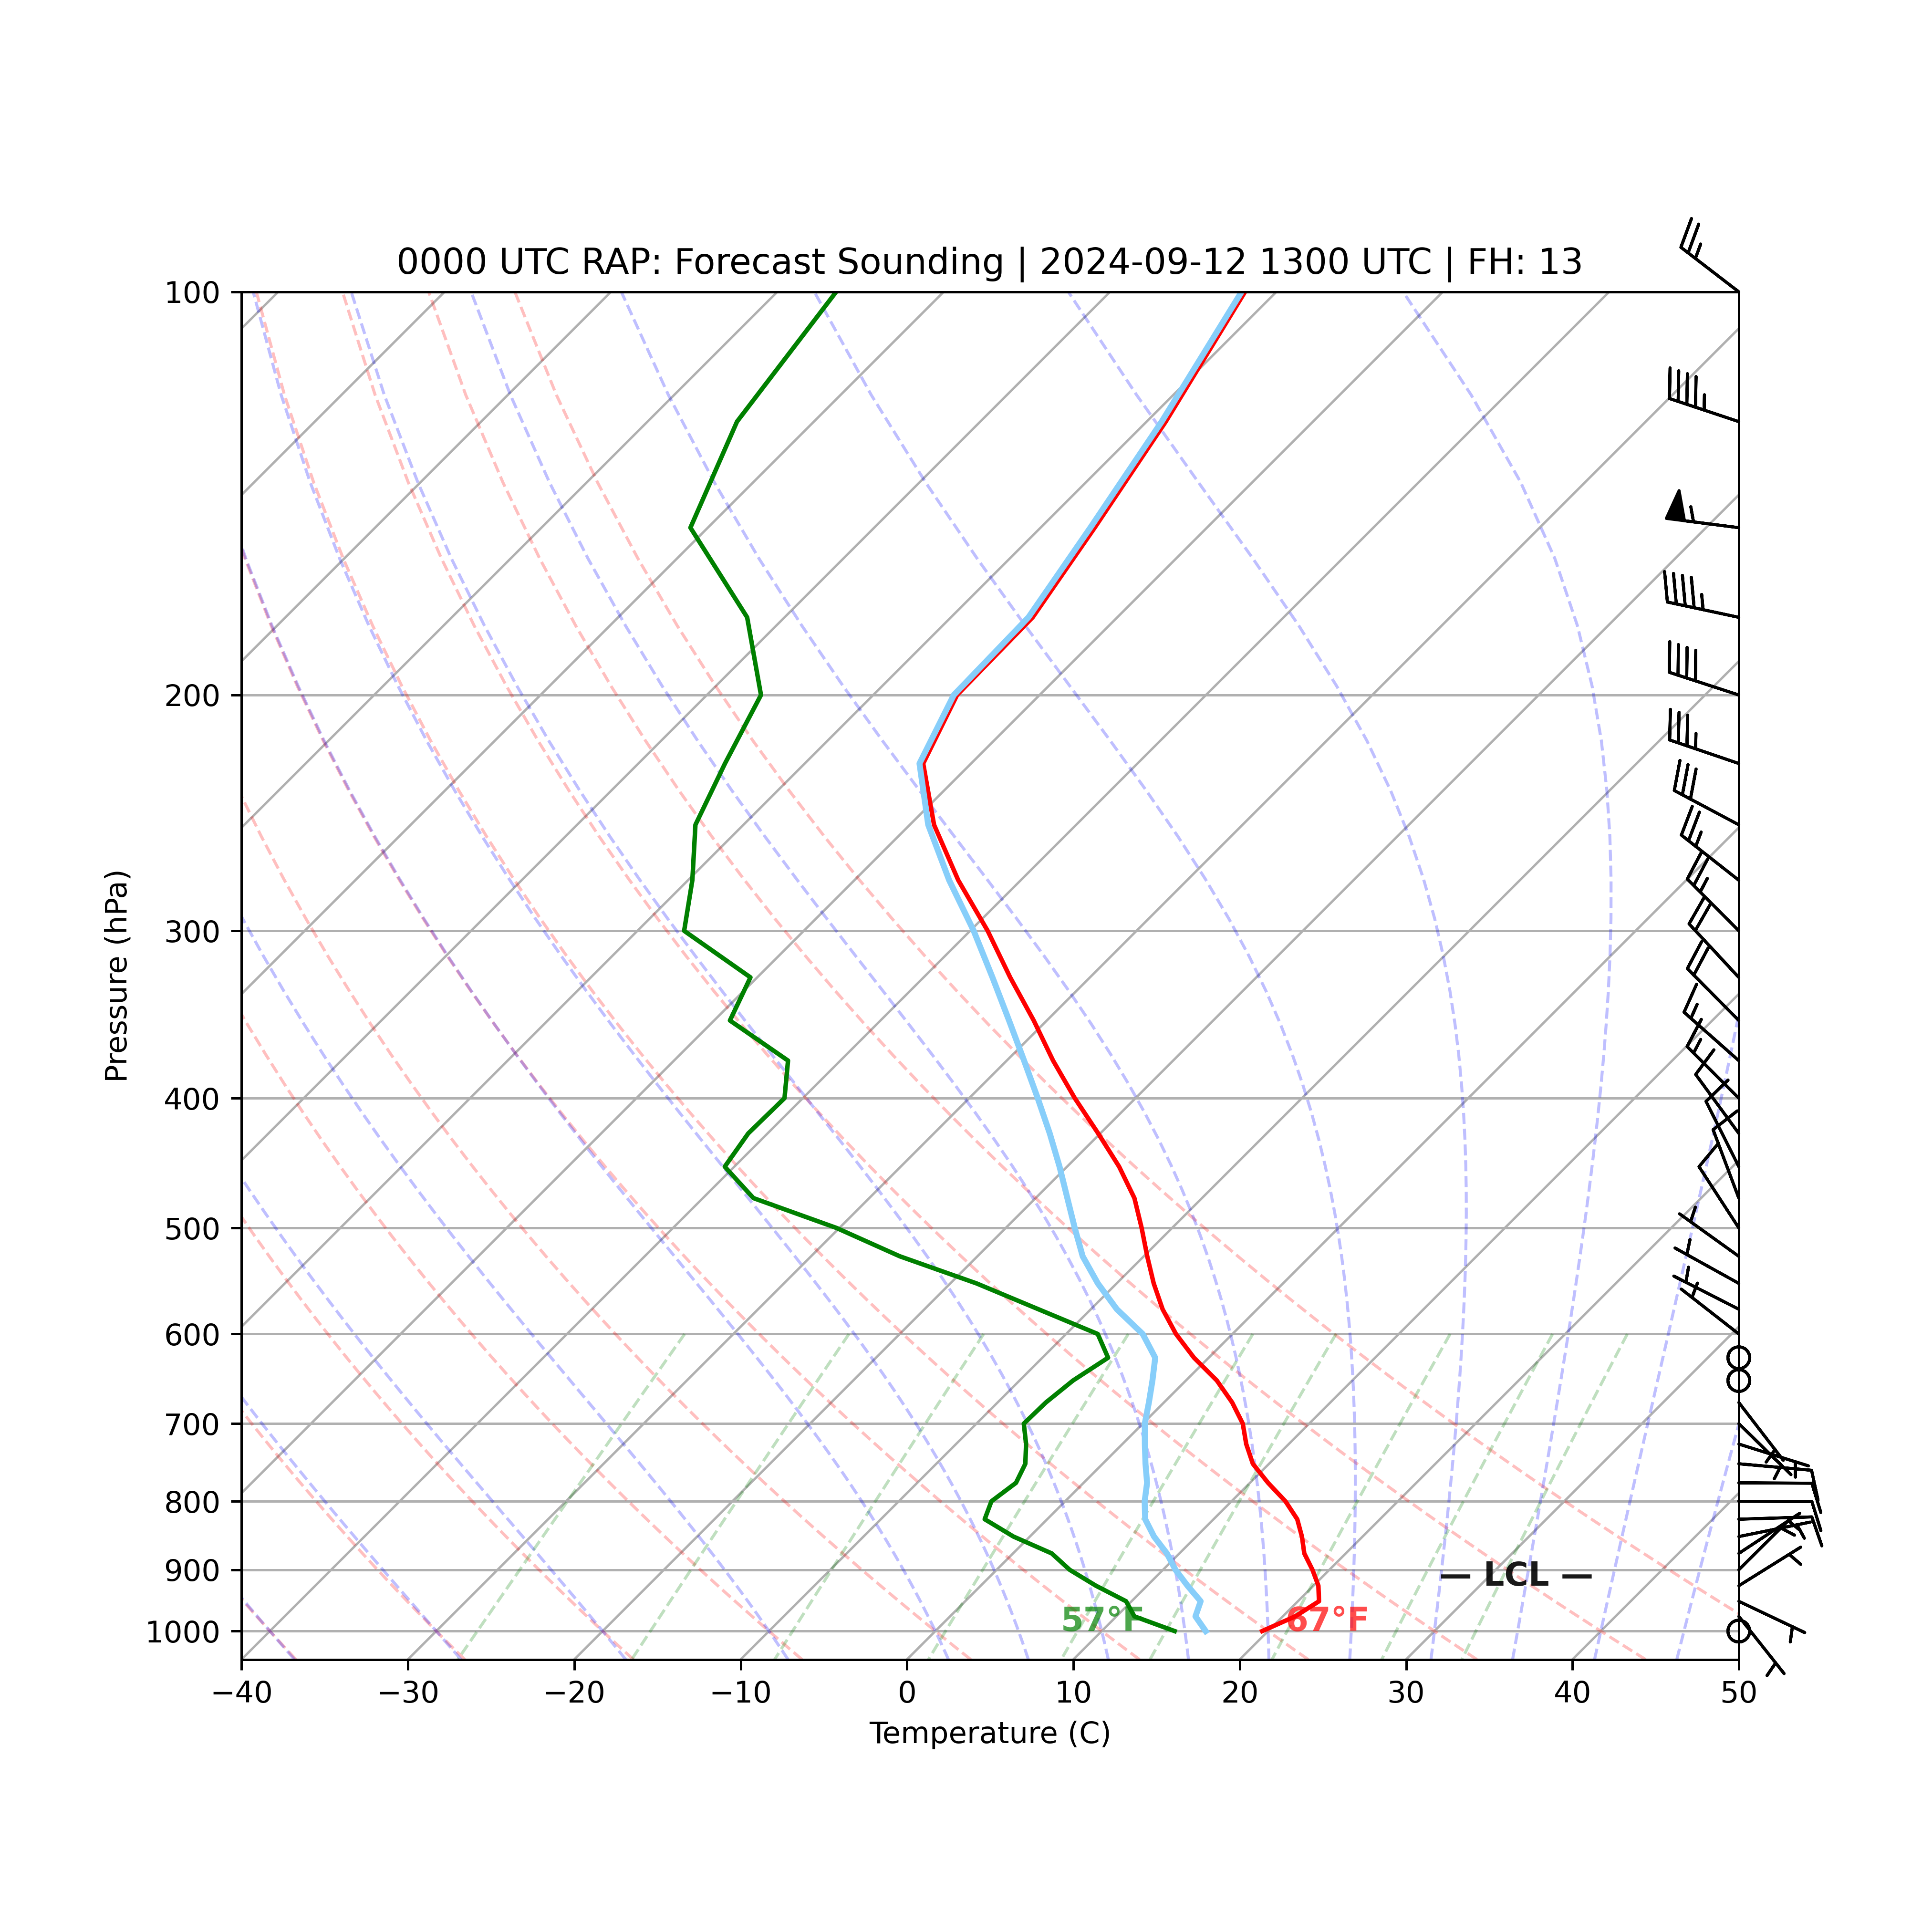 0000 UTC RAP: Forecast Sounding | 2024-09-12 1300 UTC | FH: 13
100
200
300
400
500
600
700
800
900
1000
Pressure (hPa)
— LCL —
57°F
67°F
−40 −30 −20 −10 0 10 20 30 40 50
Temperature (C)